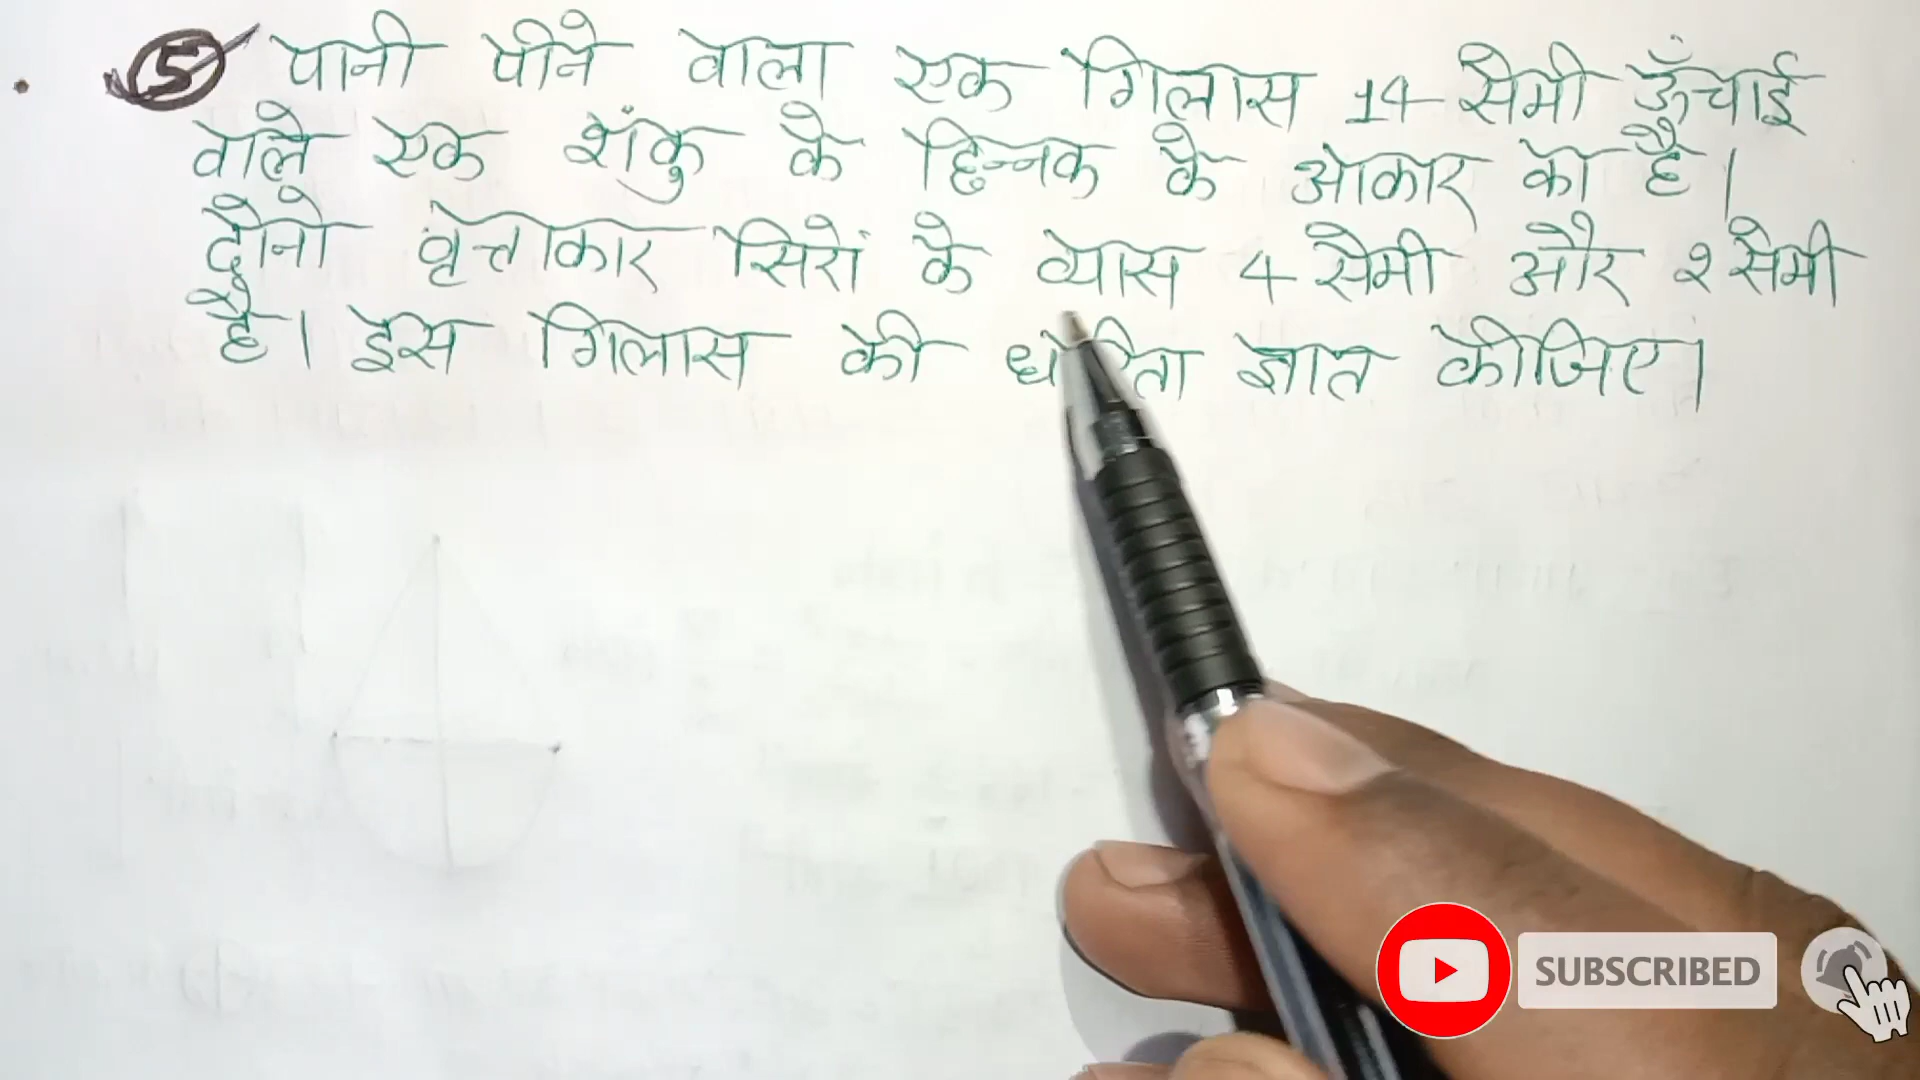 5 पानी पीने वाला एक गिलास 14 सेमी ऊँचाई
वाले एक शंकु के छिन्नक के आकार का है।
दोनो वृत्ताकार सिरों के व्यास 4 सेमी और 2 सेमी
है। इस गिलास की ज्ञात कीजिए।
SUBSCRIBED